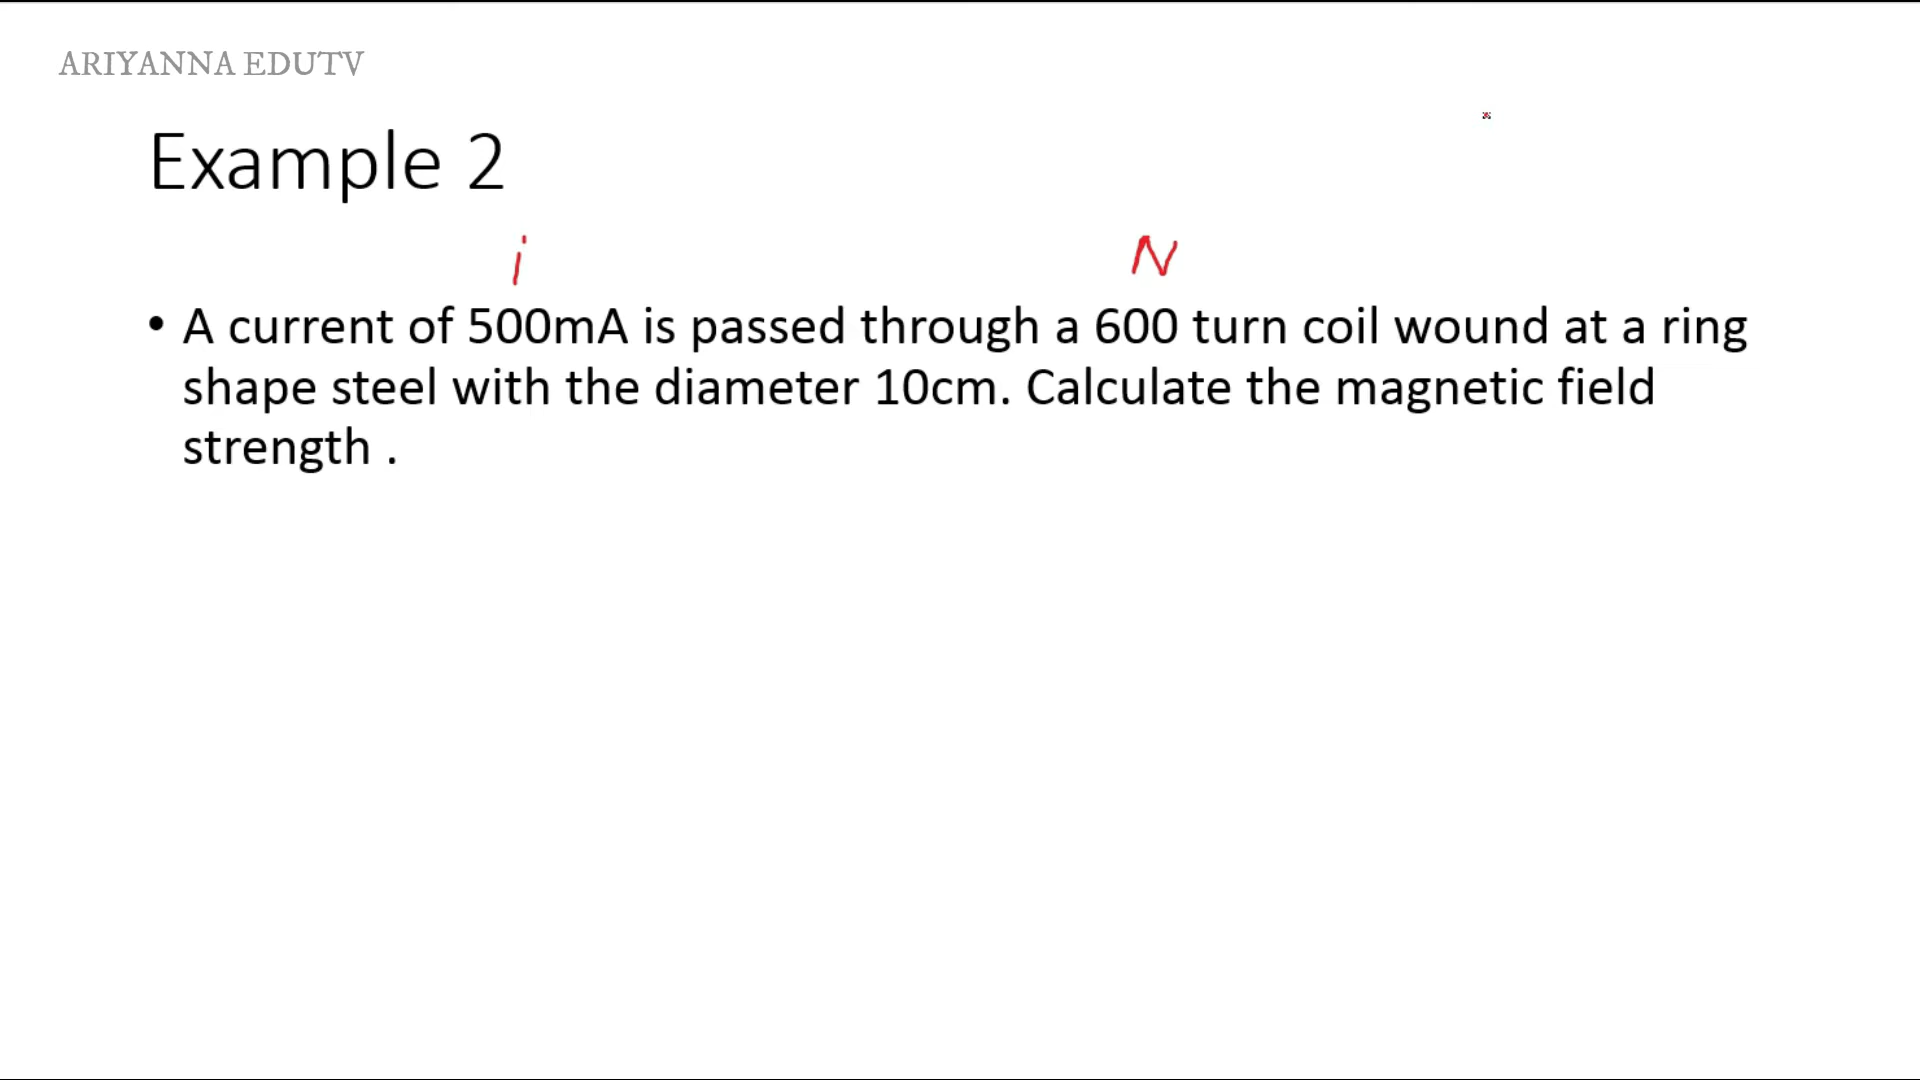 ARIYANNA EDUTV
Example 2
i N
• A current of 500mA is passed through a 600 turn coil wound at a ring
shape steel with the diameter 10cm. Calculate the magnetic field
strength .